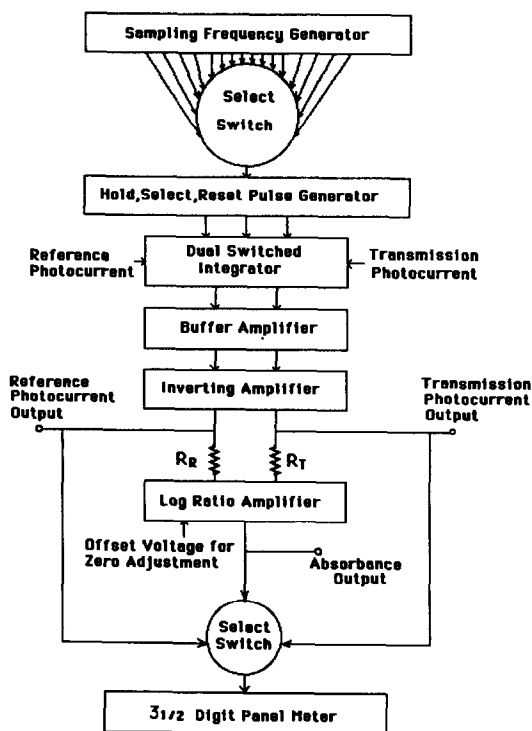 Sampling Frequency Generator
Select
Switch
Hold,Select,Reset Pulse Generator
Reference
Photocurrent
Dual Switched
Integrator
Transmission
Photocurrent
Buffer Amplifier
Inverting Amplifier
Reference
Photocurrent
Output
Transmission
Photocurrent
Output
RR
RT
Log Ratio Amplifier
Offset Voltage for
Zero Adjustment
Absorbance
Output
Select
Switch
3 1/2 Digit Panel Meter